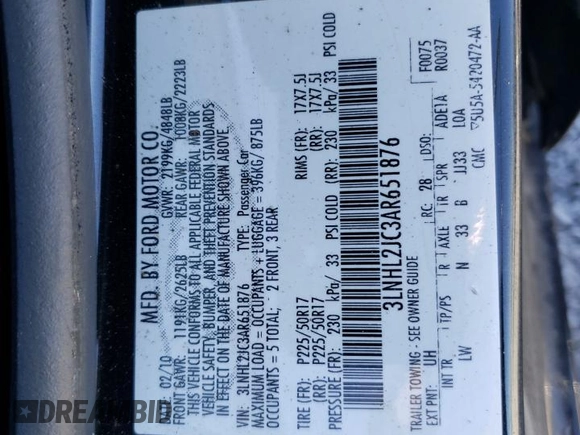 MFD. BY FORD MOTOR CO.
02/10 GVWR: 2199KG/4848LB
FRONT GAWR: 1191KG/2625LB REAR GAWR: 1008KG/2223LB
THIS VEHICLE CONFORMS TO ALL APPLICABLE FEDERAL MOTOR
VEHICLE SAFETY, BUMPER, AND THEFT PREVENTION STANDARDS
IN EFFECT ON THE DATE OF MANUFACTURE SHOWN ABOVE.
VIN: 3LNHL2JC3AR651876 TYPE: Passenger Car
MAXIMUM LOAD = OCCUPANTS + LUGGAGE = 396KG/ 875LB
OCCUPANTS = 5 TOTAL; 2 FRONT, 3 REAR
TIRE (FR): P225/50R17 RIMS (FR): 17X7.5J
(RR): P225/50R17 (RR): 17X7.5J
PRESSURE (FR): 230 kPa/ 33 PSI COLD (RR): 230 kPa/ 33 PSI COLD
3LNHL2JC3AR651876
TRAILER TOWING - SEE OWNER GUIDE
F0075
R0037
EXT PNT: UH RC: 28 DSO:
INT TR TP/PS R AXLE TR SPR ADE1A
LW N 33 B JJ33 LOA
CMC 5U5A-5420472-AA
DREAMBID